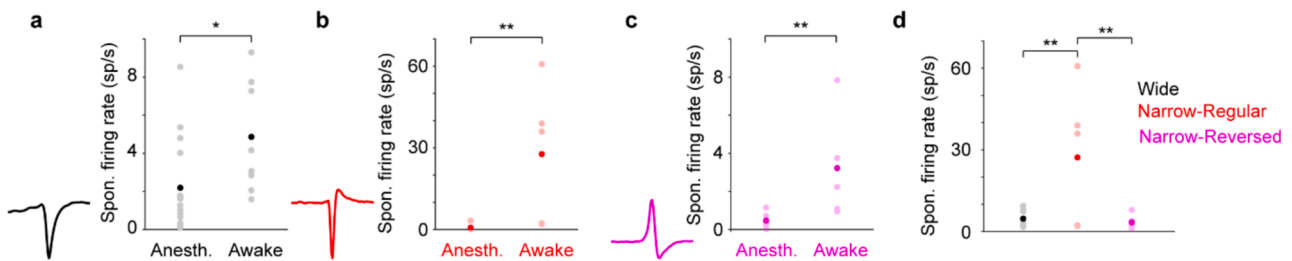 a
*
Spon. firing rate (sp/s)
8
4
0
Anesth.
Awake
b
**
Spon. firing rate (sp/s)
60
30
0
Anesth.
Awake
c
**
Spon. firing rate (sp/s)
8
4
0
Anesth.
Awake
d
**
**
Spon. firing rate (sp/s)
60
30
0
Wide
Narrow-Regular
Narrow-Reversed